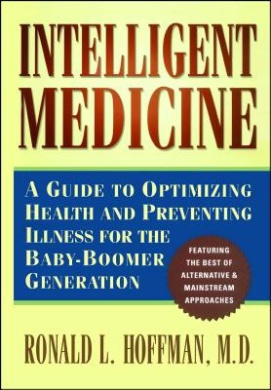 INTELLIGENT
MEDICINE
A GUIDE TO OPTIMIZING
HEALTH AND PREVENTING
ILLNESS FOR THE
BABY-BOOMER
GENERATION
FEATURING
THE BEST OF
ALTERNATIVE &
MAINSTREAM
APPROACHES
RONALD L. HOFFMAN, M.D.